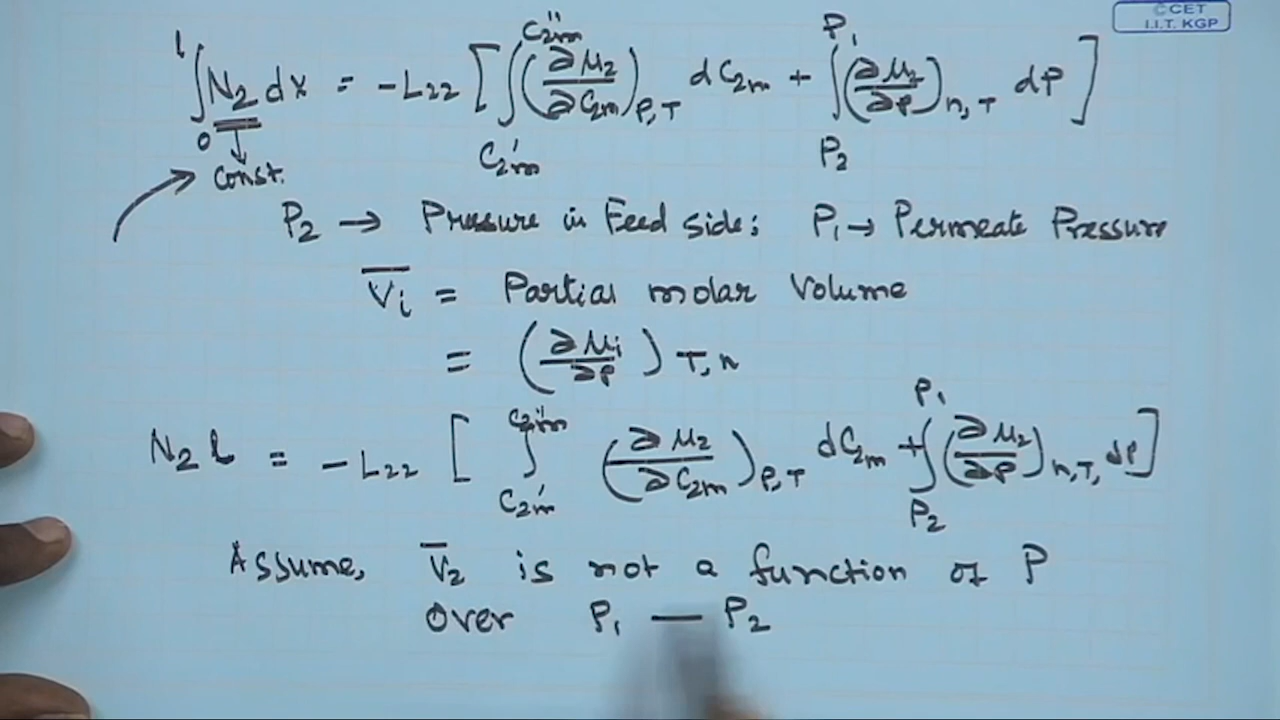 ©CET
I.I.T. KGP
∫₀ˡ N₂ dx = -L₂₂ [ ∫_{C₂ₘ'}^{C₂ₘ''} (∂μ₂/∂C₂ₘ)_{P,T} dC₂ₘ + ∫_{P₂}^{P₁} (∂μ₂/∂P)_{n,T} dP ]
Const.
P₂ → Pressure in Feed side; P₁ → Permeate Pressure
V̄ᵢ = Partial molar Volume
= (∂μᵢ/∂P)_{T,n}
N₂ l = -L₂₂ [ ∫_{C₂ₘ'}^{C₂ₘ''} (∂μ₂/∂C₂ₘ)_{P,T} dC₂ₘ + ∫_{P₂}^{P₁} (∂μ₂/∂P)_{n,T,} dP ]
Assume, V̄₂ is not a function of P
Over P₁ — P₂